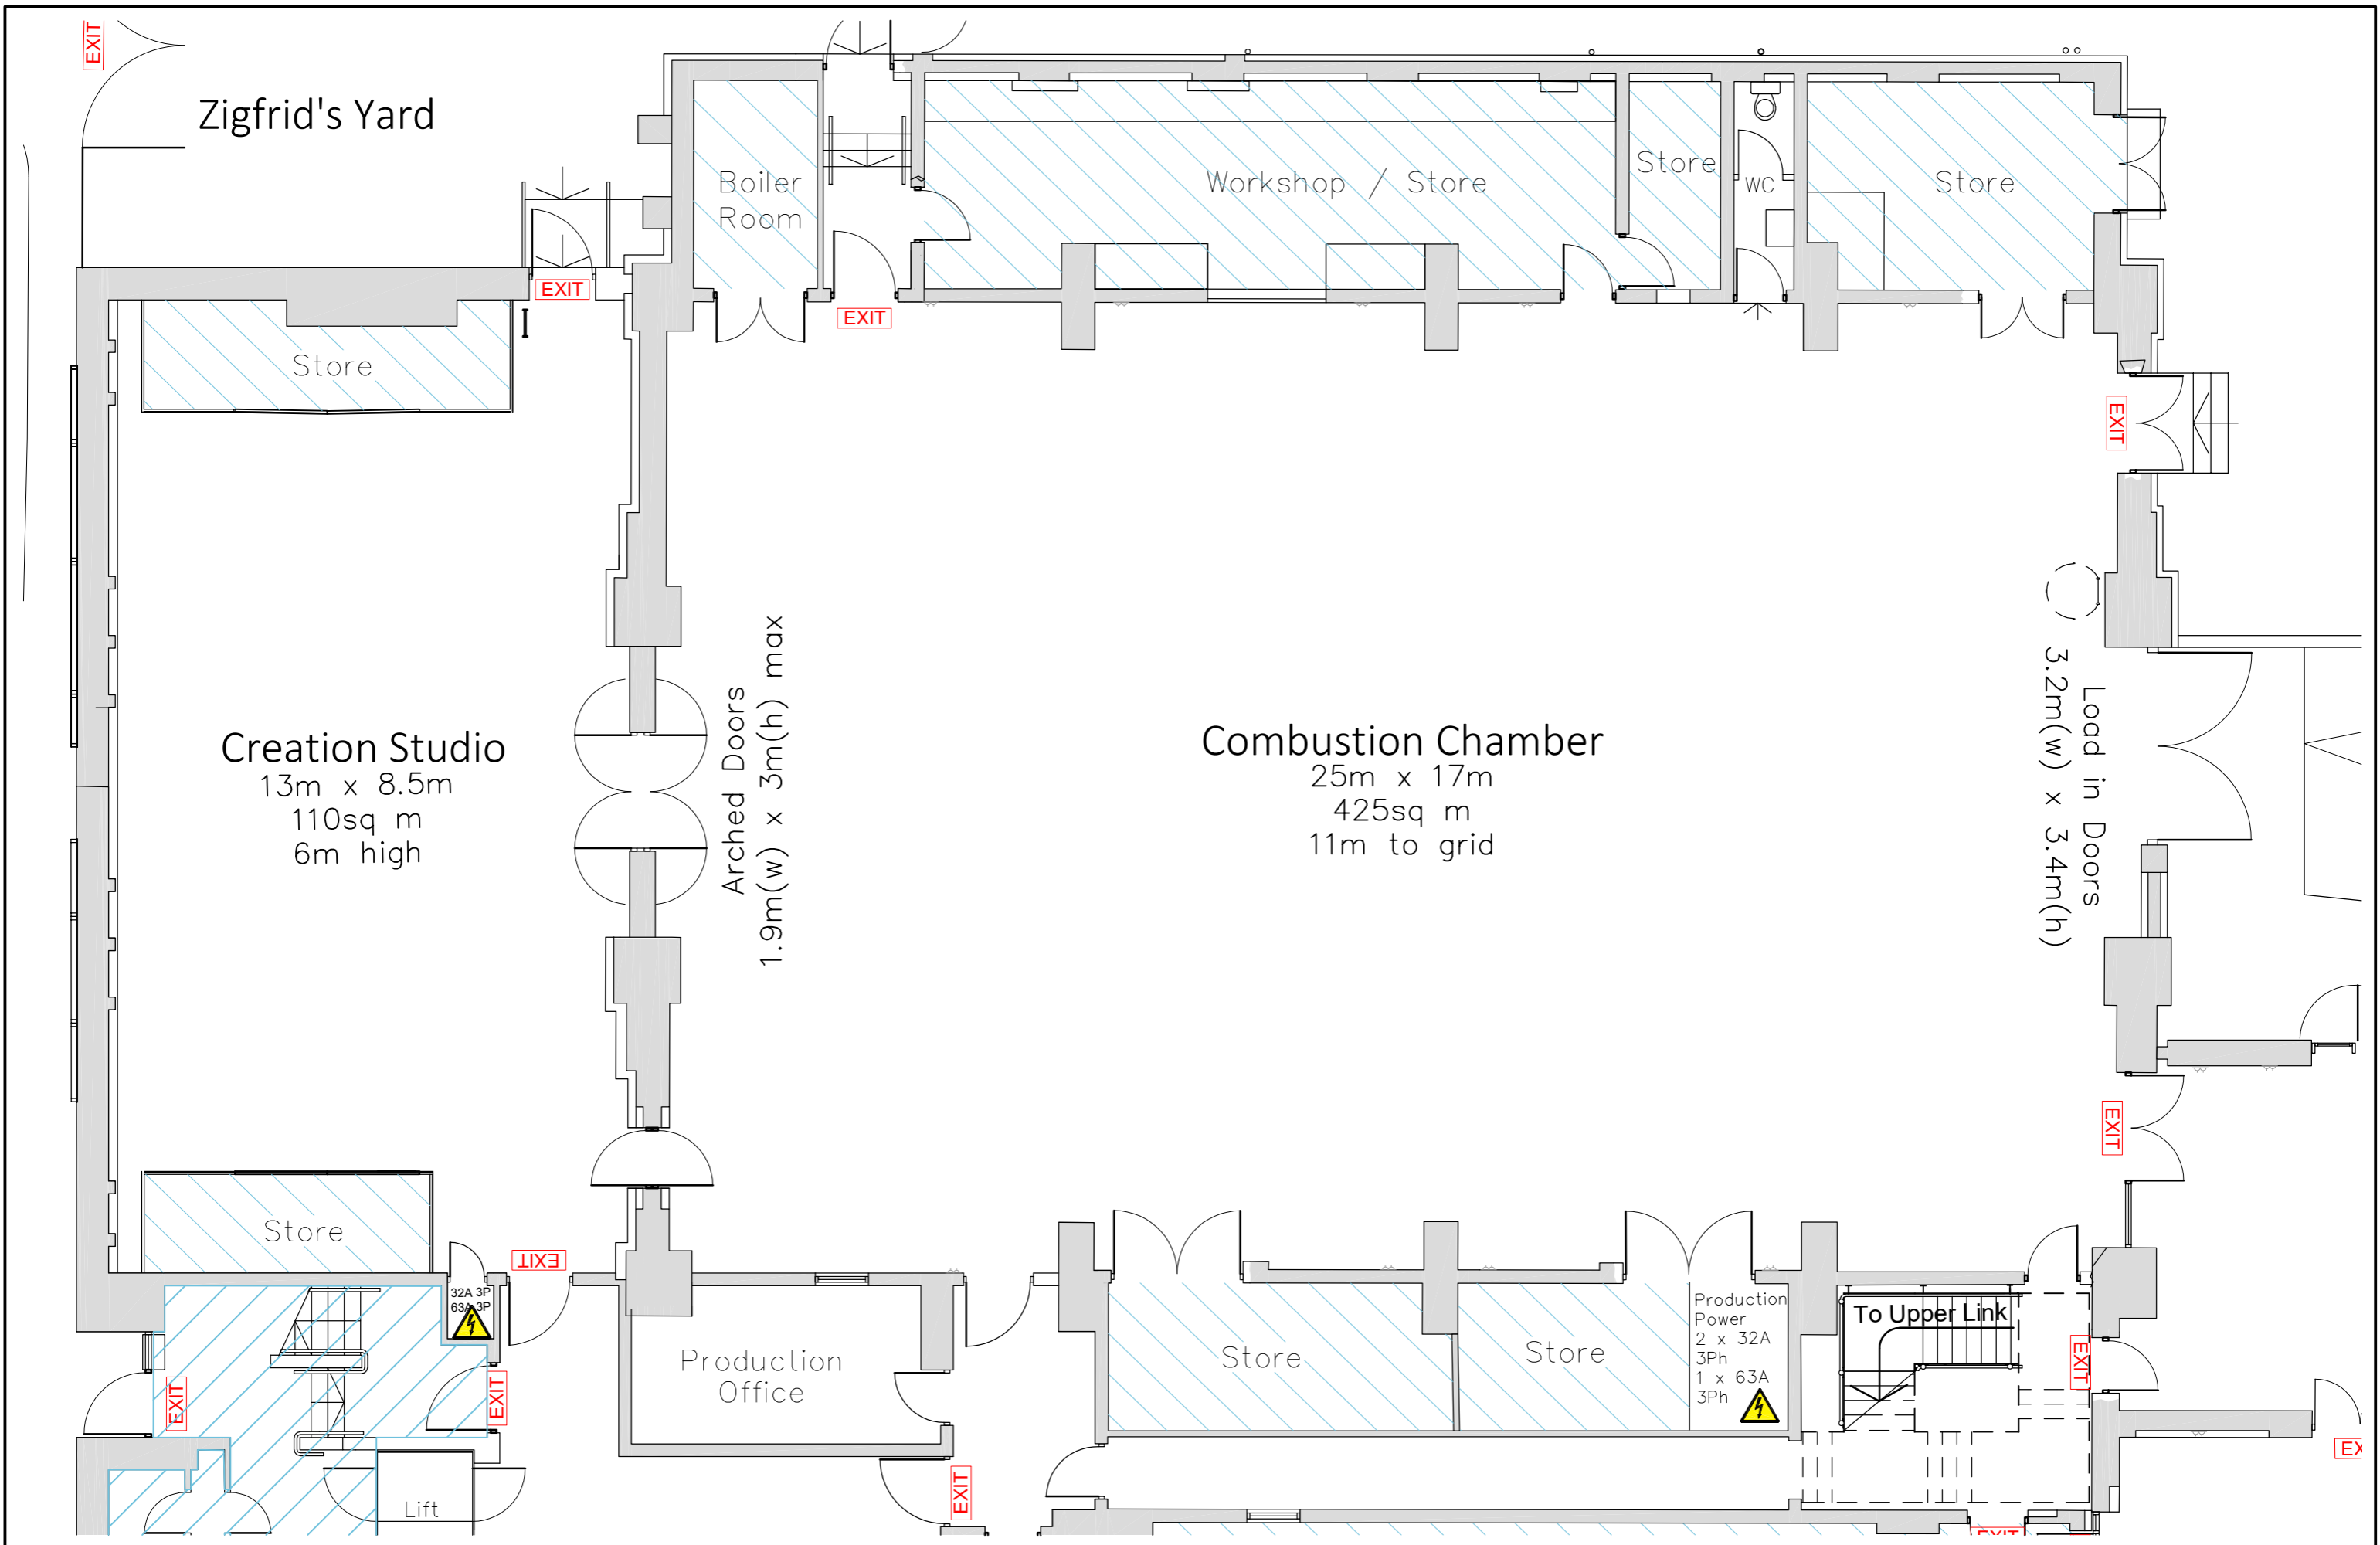 EXIT
Zigfrid's Yard
Boiler
Room
Workshop / Store
Store
WC
Store
EXIT
EXIT
Store
EXIT
Arched Doors
1.9m(w) x 3m(h) max
Load in Doors
3.2m(w) x 3.4m(h)
Creation Studio
13m x 8.5m
110sq m
6m high
Combustion Chamber
25m x 17m
425sq m
11m to grid
EXIT
Store
EXIT
32A 3P
63A 3P
Production
Office
Store
Store
Production
Power
2 x 32A
3Ph
1 x 63A
3Ph
To Upper Link
EXIT
EXIT
EXIT
EXIT
Lift
EX
EXIT